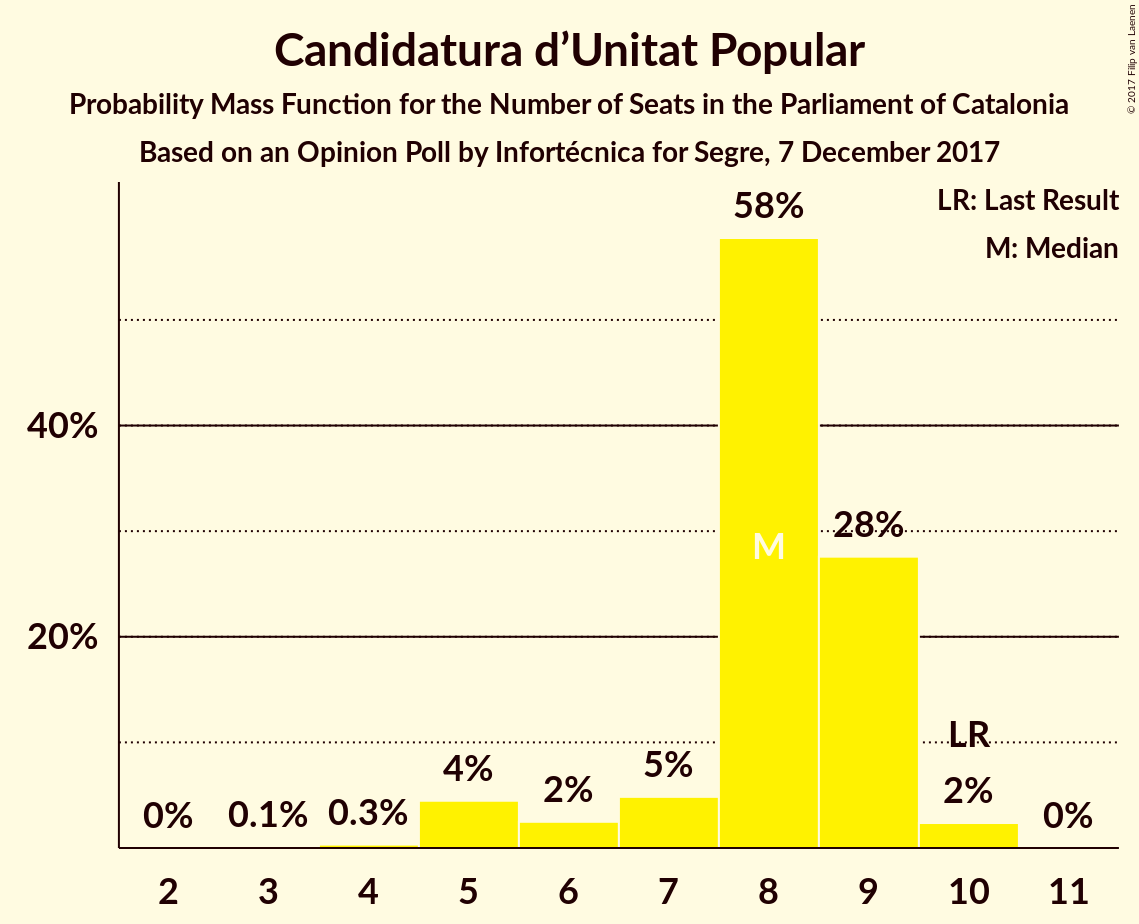 Candidatura d’Unitat Popular
Probability Mass Function for the Number of Seats in the Parliament of Catalonia
Based on an Opinion Poll by Infortécnica for Segre, 7 December 2017
© 2017 Filip van Laenen
LR: Last Result
M: Median
58%
40%
28%
M
20%
LR
0%
0.1%
0.3%
4%
2%
5%
2%
0%
2 3 4 5 6 7 8 9 10 11